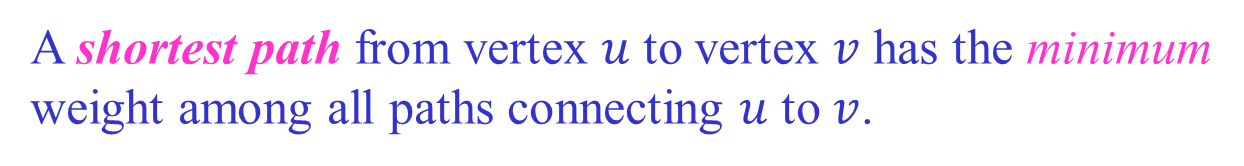 A shortest path from vertex u to vertex v has the minimum
weight among all paths connecting u to v.